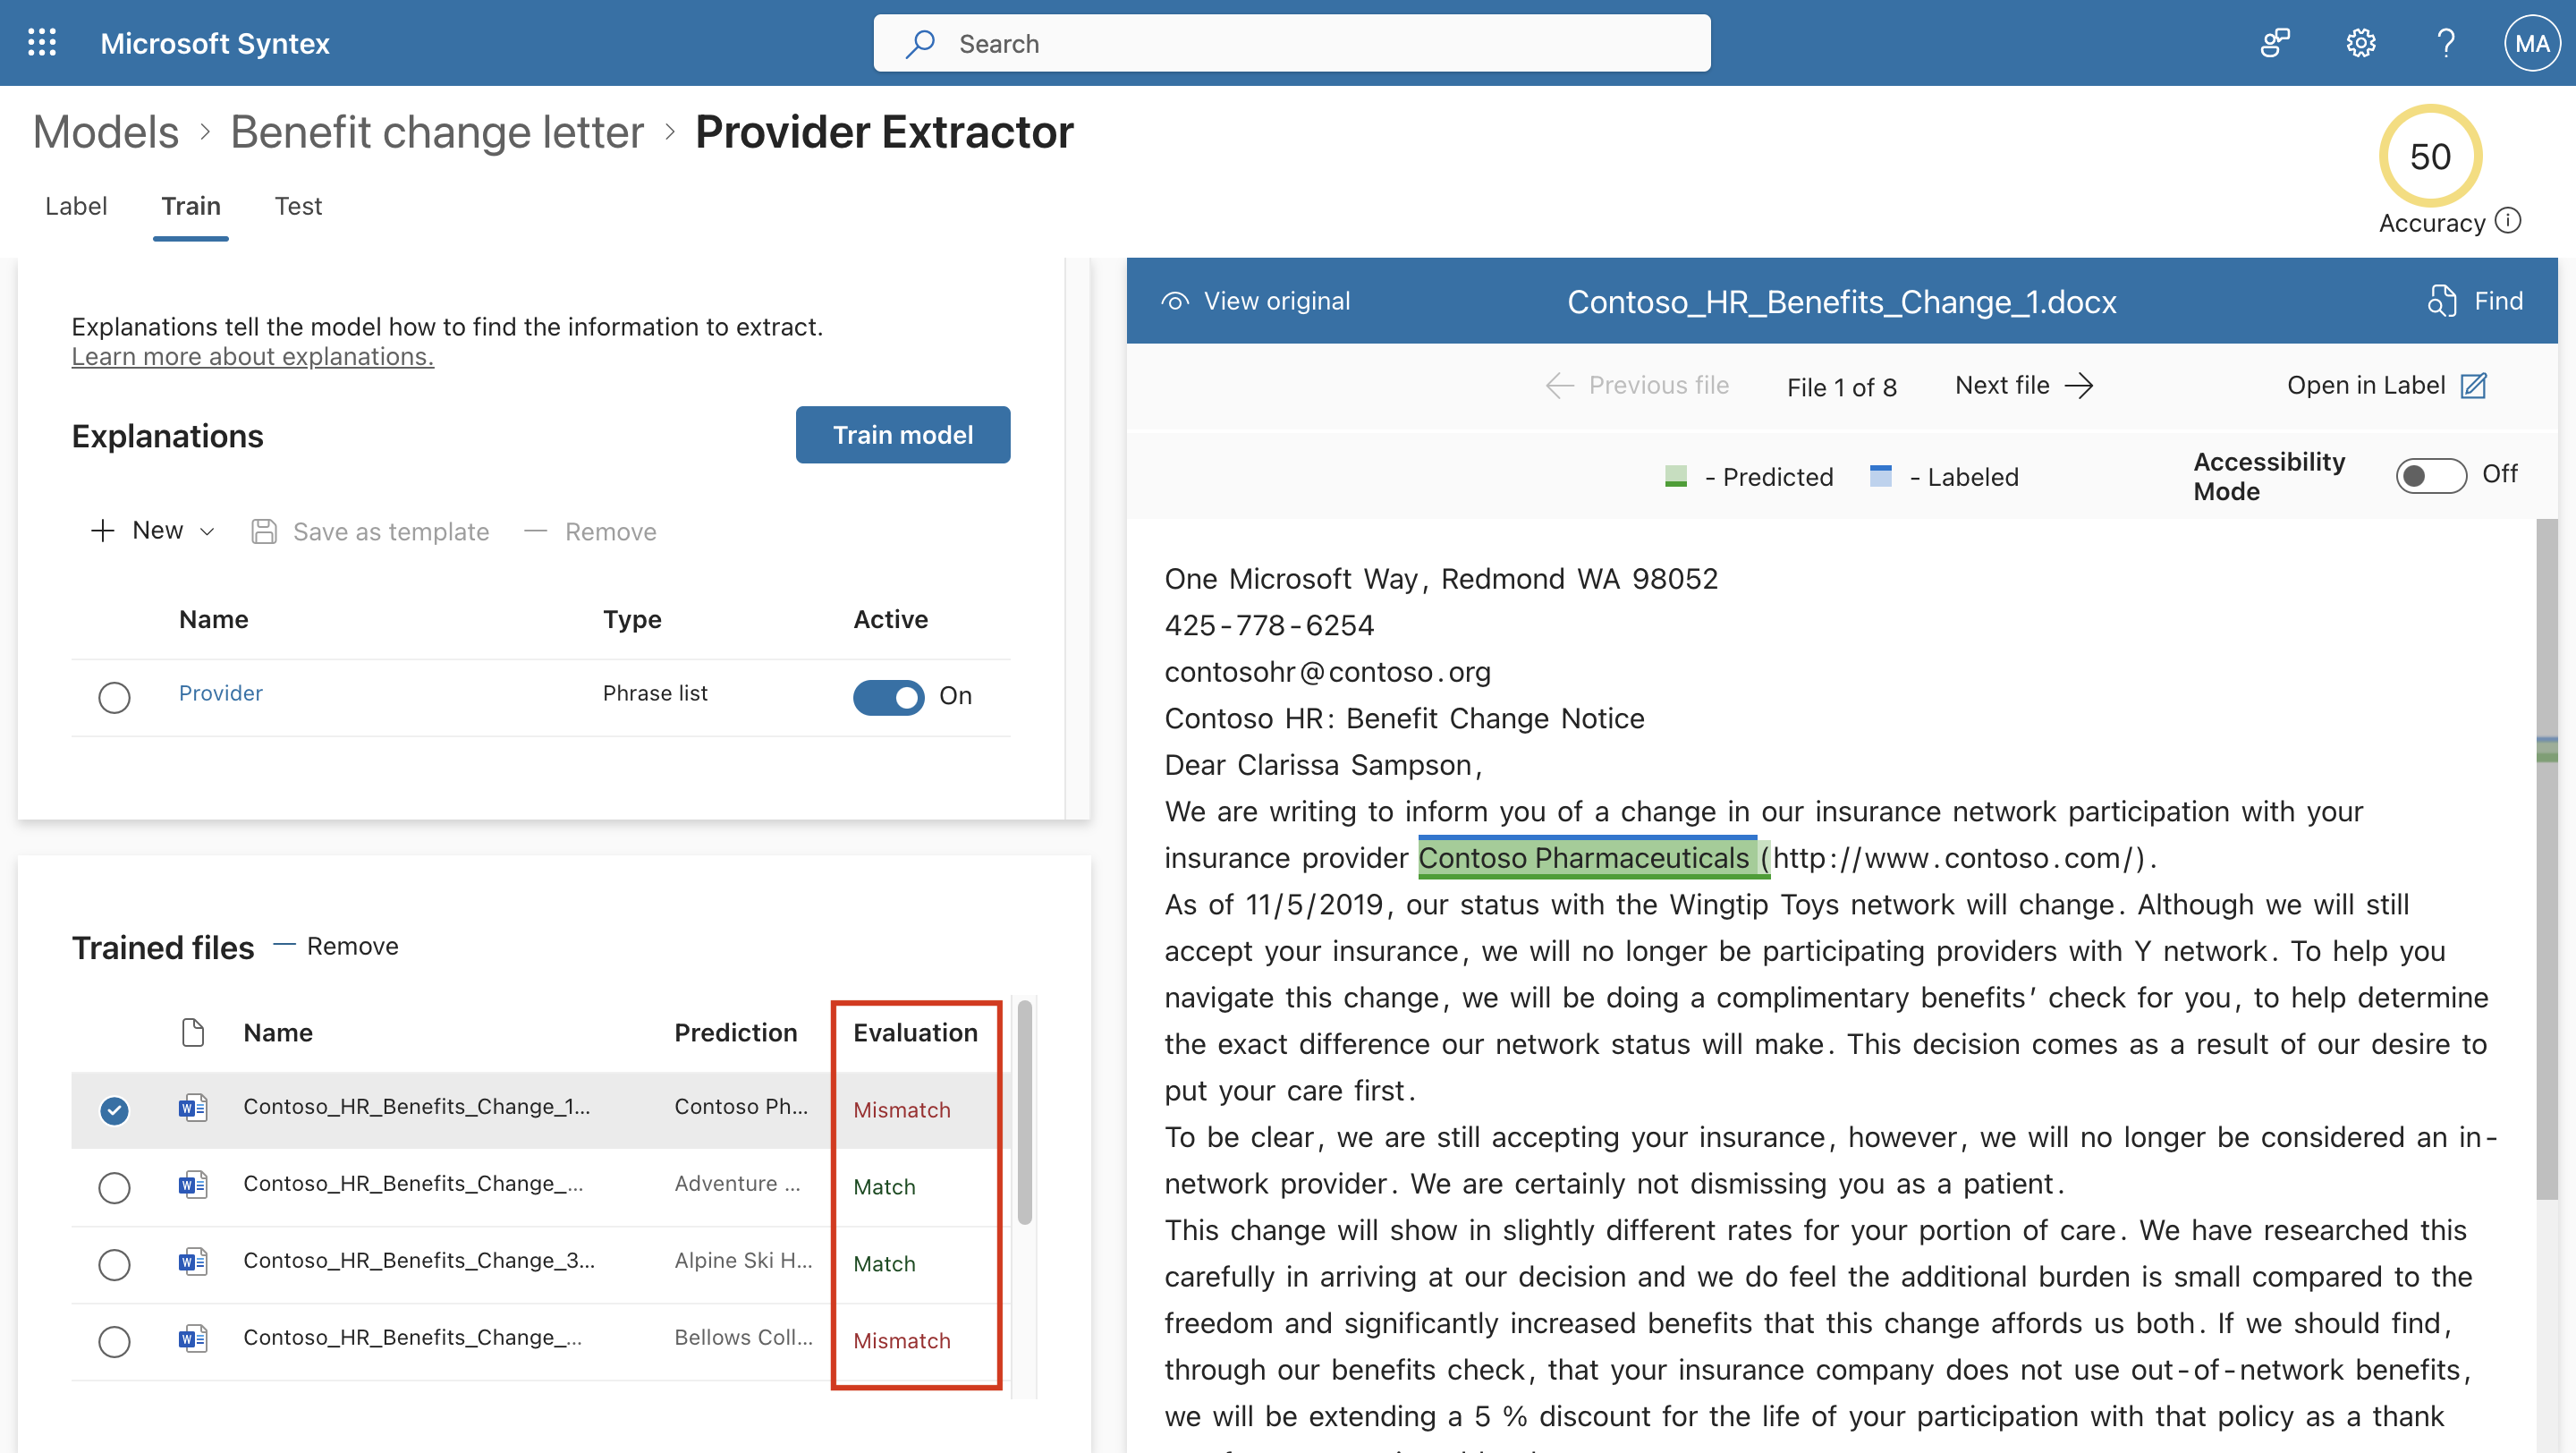 Microsoft Syntex
Search
MA
Models > Benefit change letter > Provider Extractor
50
Accuracy
Label Train Test
Explanations tell the model how to find the information to extract.
Learn more about explanations.
Explanations
Train model
New Save as template Remove
Name Type Active
Provider Phrase list On
Trained files Remove
Name Prediction Evaluation
Contoso_HR_Benefits_Change_1... Contoso Ph... Mismatch
Contoso_HR_Benefits_Change_... Adventure ... Match
Contoso_HR_Benefits_Change_3... Alpine Ski H... Match
Contoso_HR_Benefits_Change_... Bellows Coll... Mismatch
View original Contoso_HR_Benefits_Change_1.docx Find
Previous file File 1 of 8 Next file Open in Label
- Predicted - Labeled Accessibility Mode Off
One Microsoft Way, Redmond WA 98052
425-778-6254
contosohr@contoso.org
Contoso HR: Benefit Change Notice
Dear Clarissa Sampson,
We are writing to inform you of a change in our insurance network participation with your
insurance provider Contoso Pharmaceuticals (http://www.contoso.com/).
As of 11/5/2019, our status with the Wingtip Toys network will change. Although we will still
accept your insurance, we will no longer be participating providers with Y network. To help you
navigate this change, we will be doing a complimentary benefits’ check for you, to help determine
the exact difference our network status will make. This decision comes as a result of our desire to
put your care first.
To be clear, we are still accepting your insurance, however, we will no longer be considered an in-
network provider. We are certainly not dismissing you as a patient.
This change will show in slightly different rates for your portion of care. We have researched this
carefully in arriving at our decision and we do feel the additional burden is small compared to the
freedom and significantly increased benefits that this change affords us both. If we should find,
through our benefits check, that your insurance company does not use out-of-network benefits,
we will be extending a 5 % discount for the life of your participation with that policy as a thank